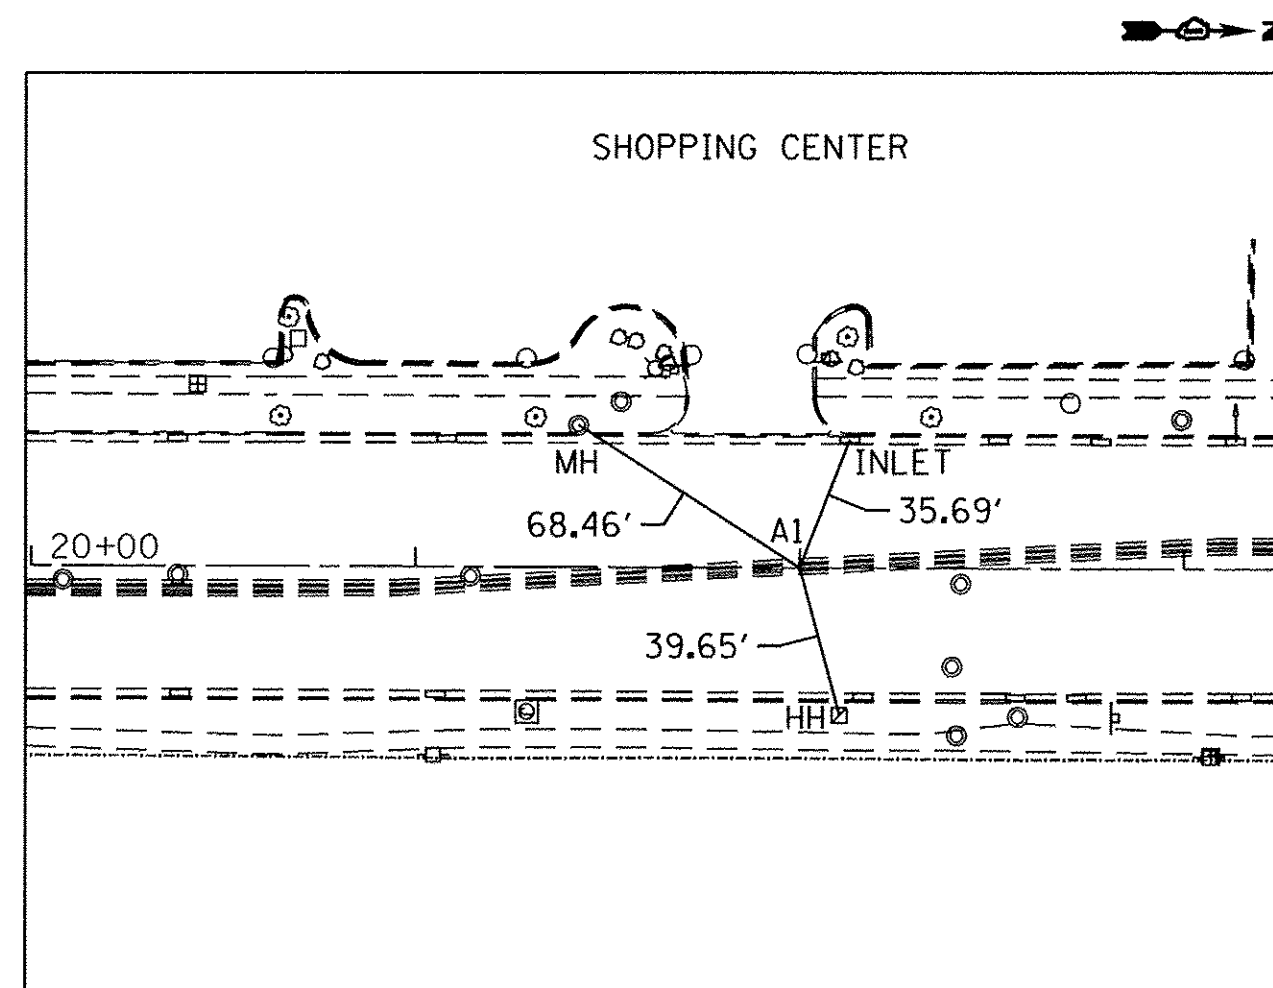 SHOPPING CENTER
MH
INLET
68.46'
35.69'
A1
20+00
39.65'
HH